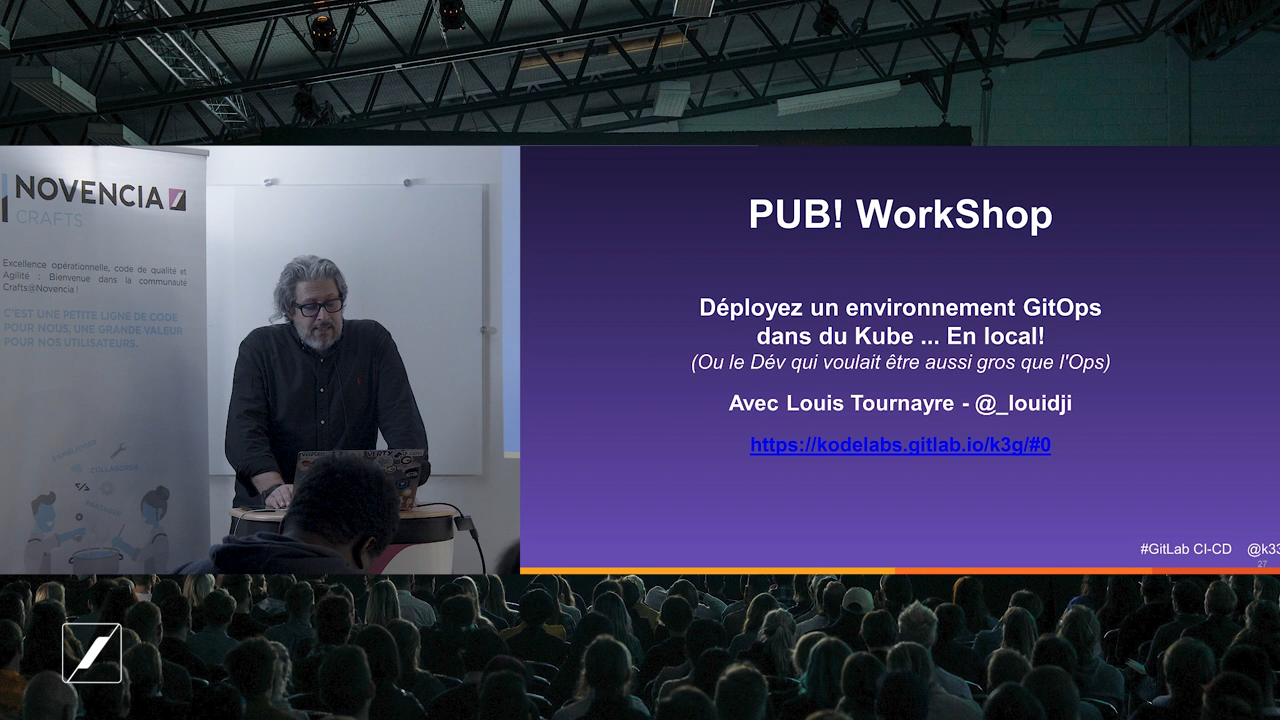 NOVENCIA
CRAFTS
Excellence opérationnelle, code de qualité et
Agilité : Bienvenue dans la communauté
Crafts@Novencia !
C'EST UNE PETITE LIGNE DE CODE
POUR NOUS, UNE GRANDE VALEUR
POUR NOS UTILISATEURS.
COLLABORER
PARTAGER
PUB! WorkShop
Déployez un environnement GitOps
dans du Kube ... En local!
(Ou le Dév qui voulait être aussi gros que l'Ops)
Avec Louis Tournayre - @_louidji
https://kodelabs.gitlab.io/k3g/#0
#GitLab CI-CD @k33
27